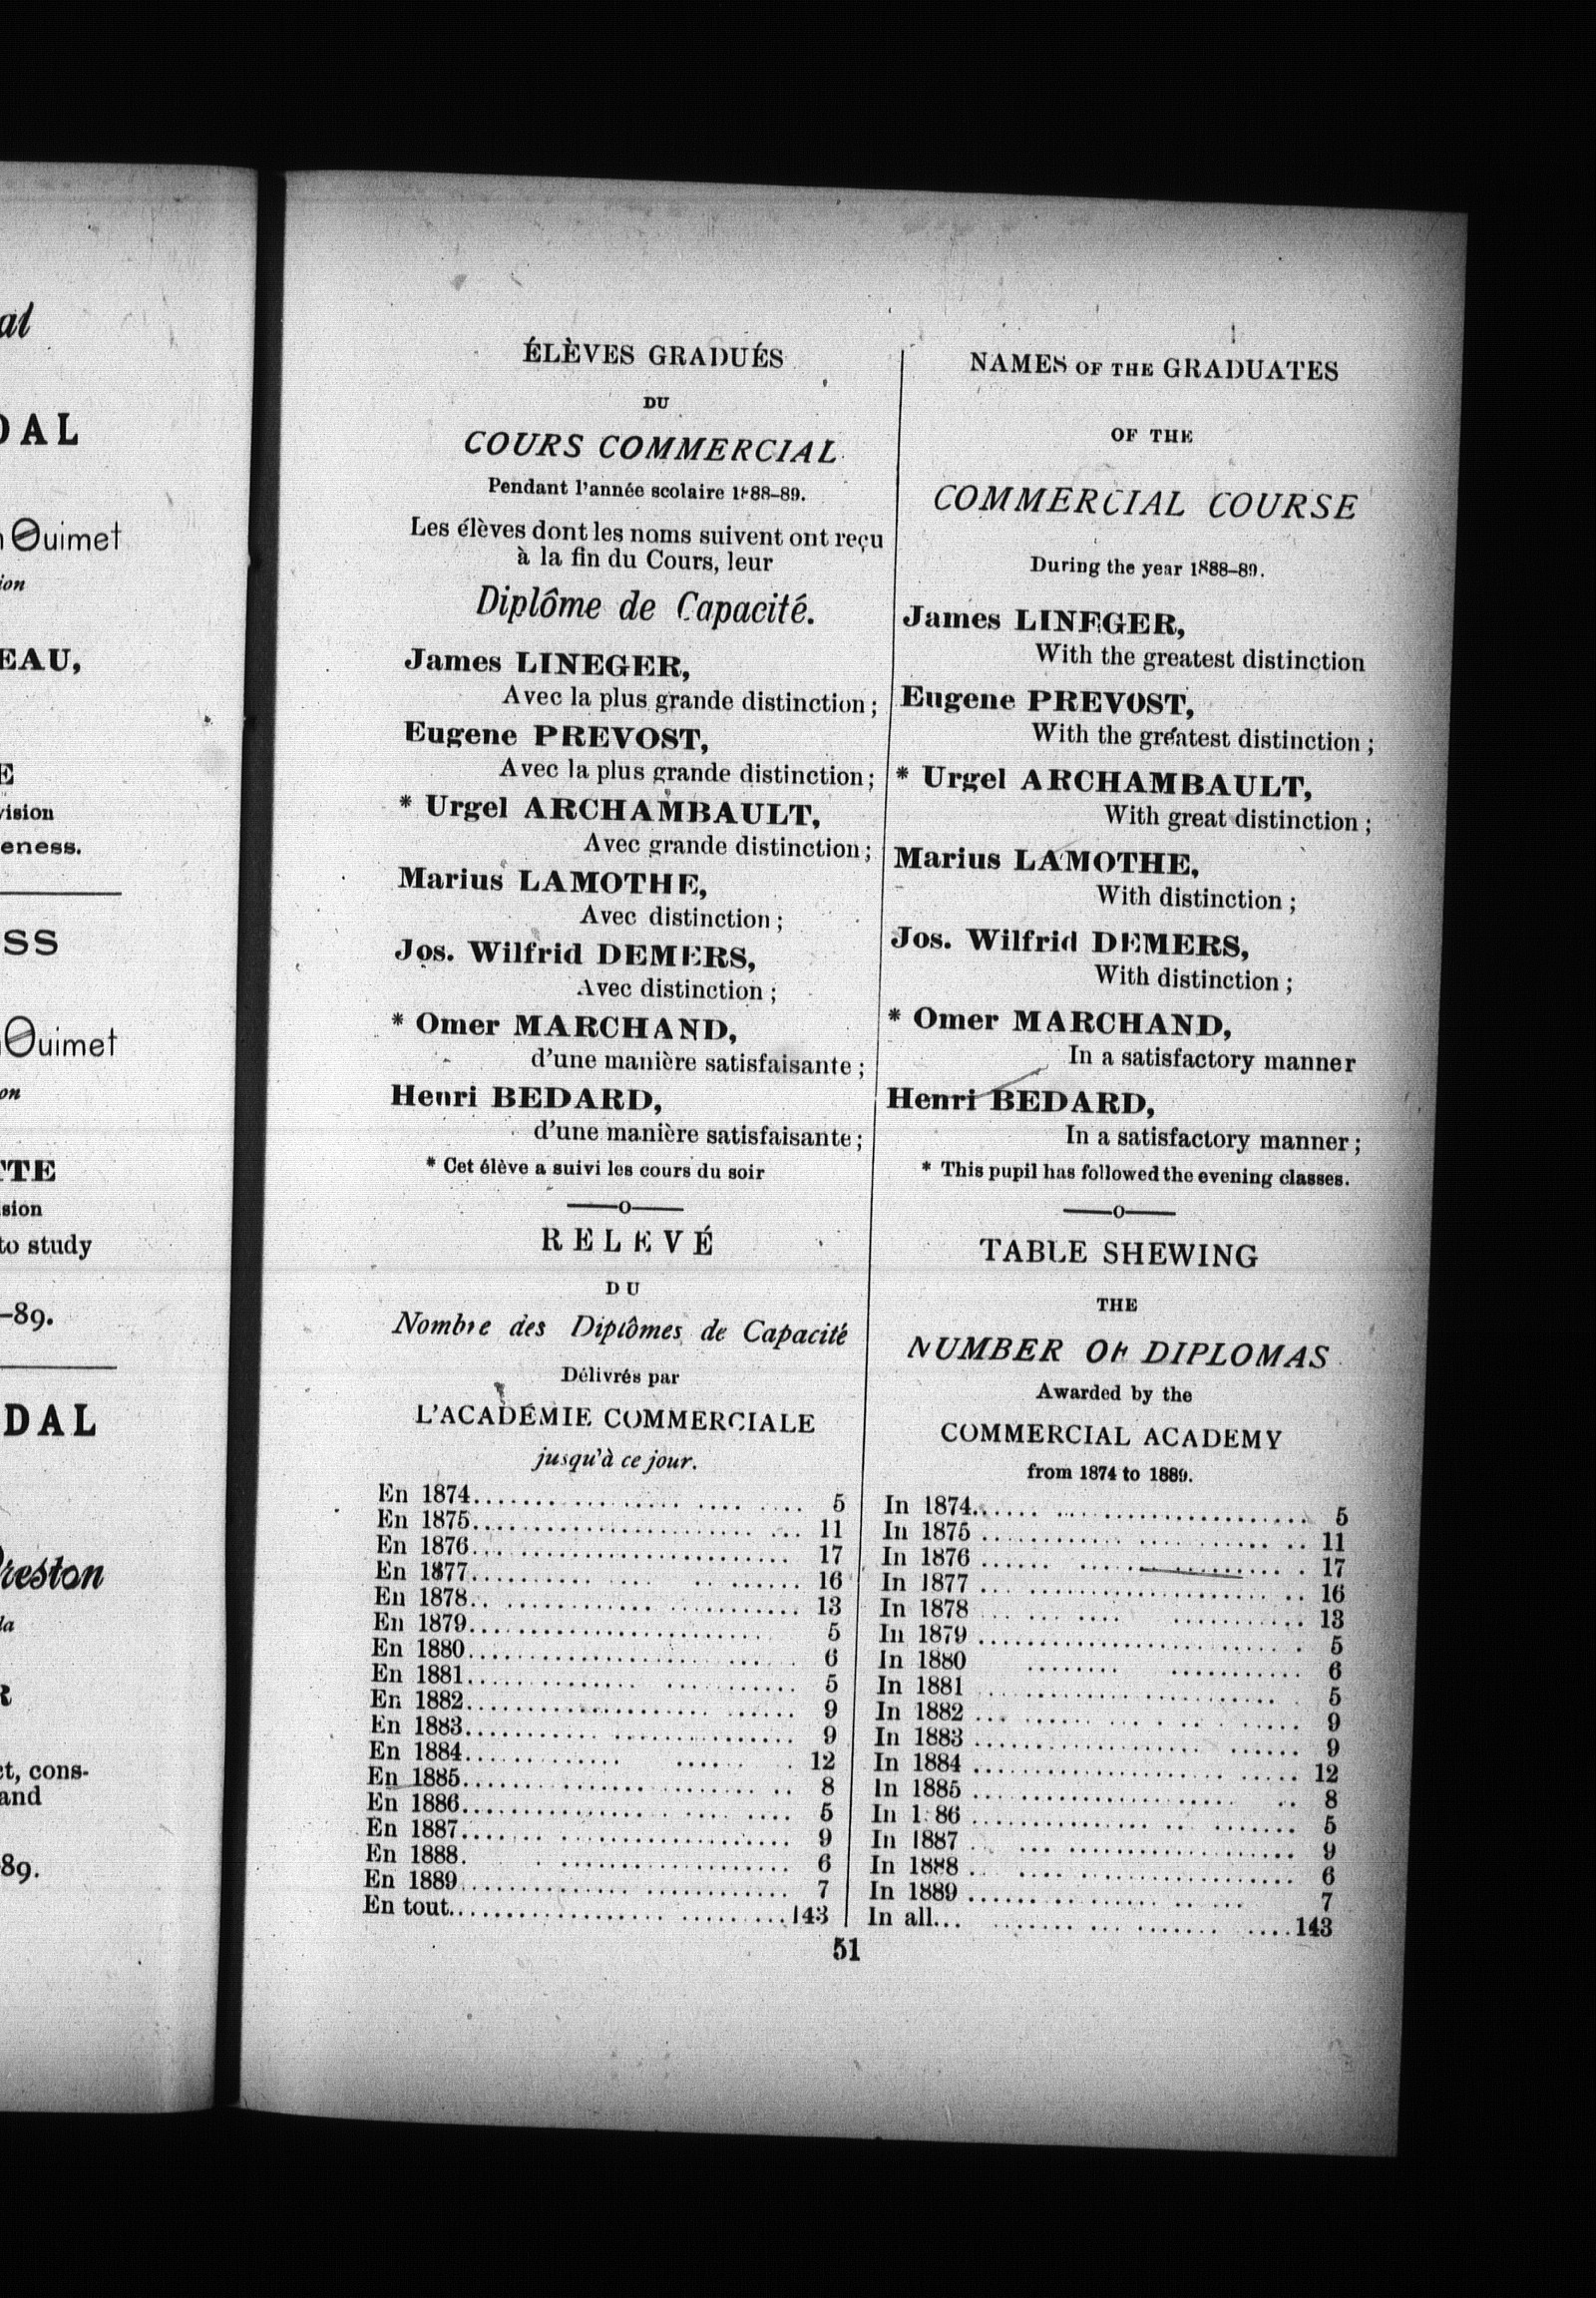 al
DAL
Ouimet
ion
EAU,
E
vision
eness.
SS
Ouimet
on
TTE
sion
to study
–89.
DAL
Preston
la
R
ct, cons-
and
89.
ÉLÈVES GRADUÉS
DU
COURS COMMERCIAL
Pendant l'année scolaire 1888–89.
Les élèves dont les noms suivent ont reçu
à la fin du Cours, leur
Diplôme de Capacité.
James LINEGER,
Avec la plus grande distinction ;
Eugene PREVOST,
Avec la plus grande distinction ;
* Urgel ARCHAMBAULT,
Avec grande distinction ;
Marius LAMOTHE,
Avec distinction ;
Jos. Wilfrid DEMERS,
Avec distinction ;
* Omer MARCHAND,
d'une manière satisfaisante ;
Henri BEDARD,
d'une manière satisfaisante ;
* Cet élève a suivi les cours du soir
RELEVÉ
DU
Nombre des Diplômes de Capacité
Délivrés par
L'ACADÉMIE COMMERCIALE
jusqu'à ce jour.
En 1874.......... 5
En 1875.......... 11
En 1876.......... 17
En 1877.......... 16
En 1878.......... 13
En 1879.......... 5
En 1880.......... 6
En 1881.......... 5
En 1882.......... 9
En 1883.......... 9
En 1884.......... 12
En 1885.......... 8
En 1886.......... 5
En 1887.......... 9
En 1888.......... 6
En 1889.......... 7
En tout.......... 143
NAMES OF THE GRADUATES
OF THE
COMMERCIAL COURSE
During the year 1888–89.
James LINEGER,
With the greatest distinction
Eugene PREVOST,
With the greatest distinction ;
* Urgel ARCHAMBAULT,
With great distinction ;
Marius LAMOTHE,
With distinction ;
Jos. Wilfrid DEMERS,
With distinction ;
* Omer MARCHAND,
In a satisfactory manner
Henri BEDARD,
In a satisfactory manner ;
* This pupil has followed the evening classes.
TABLE SHEWING
THE
NUMBER OF DIPLOMAS
Awarded by the
COMMERCIAL ACADEMY
from 1874 to 1889.
In 1874.......... 5
In 1875.......... 11
In 1876.......... 17
In 1877.......... 16
In 1878.......... 13
In 1879.......... 5
In 1880.......... 6
In 1881.......... 5
In 1882.......... 9
In 1883.......... 9
In 1884.......... 12
In 1885.......... 8
In 1886.......... 5
In 1887.......... 9
In 1888.......... 6
In 1889.......... 7
In all.......... 143
51